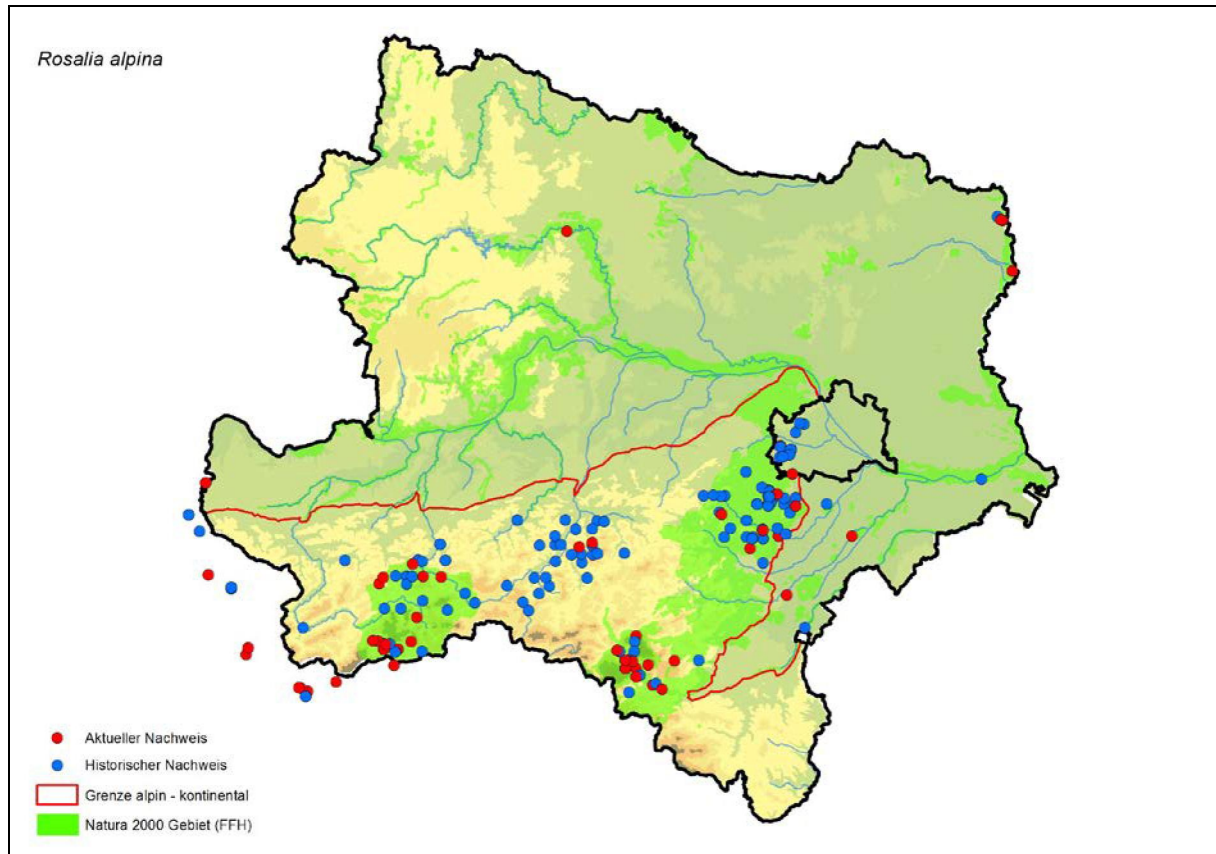 Rosalia alpina
Aktueller Nachweis
Historischer Nachweis
Grenze alpin - kontinental
Natura 2000 Gebiet (FFH)